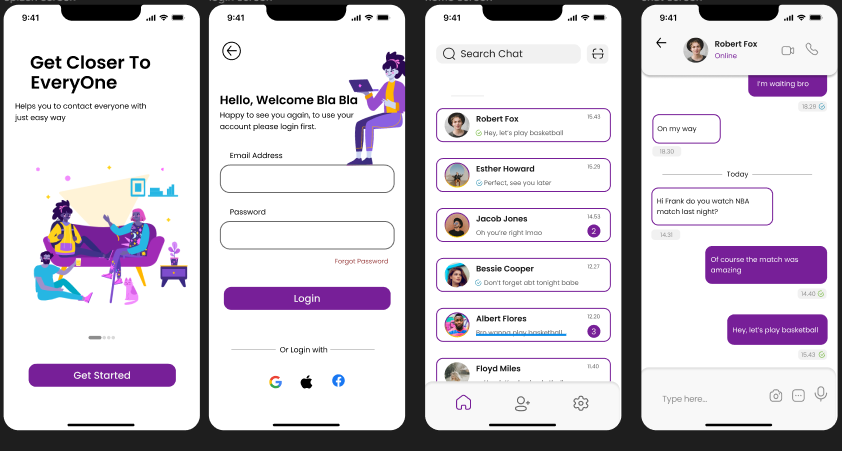 9:41
Get Closer To
EveryOne
Helps you to contact everyone with
just easy way
Get Started
9:41
Hello, Welcome Bla Bla
Happy to see you again, to use your
account please login first.
Email Address
Password
Forgot Password
Login
Or Login with
9:41
Search Chat
Robert Fox
15.43
Hey, let's play basketball
Esther Howard
15.29
Perfect, see you later
Jacob Jones
14.53
Oh you're right lmao
2
Bessie Cooper
12.27
Don't forget abt tonight babe
Albert Flores
12.20
Bro wanna play basketball
3
Floyd Miles
11.40
9:41
Robert Fox
Online
I'm waiting bro
18.29
On my way
18.30
Today
Hi Frank do you watch NBA
match last night?
14.31
Of course the match was
amazing
14.40
Hey, let's play basketball
15.43
Type here...